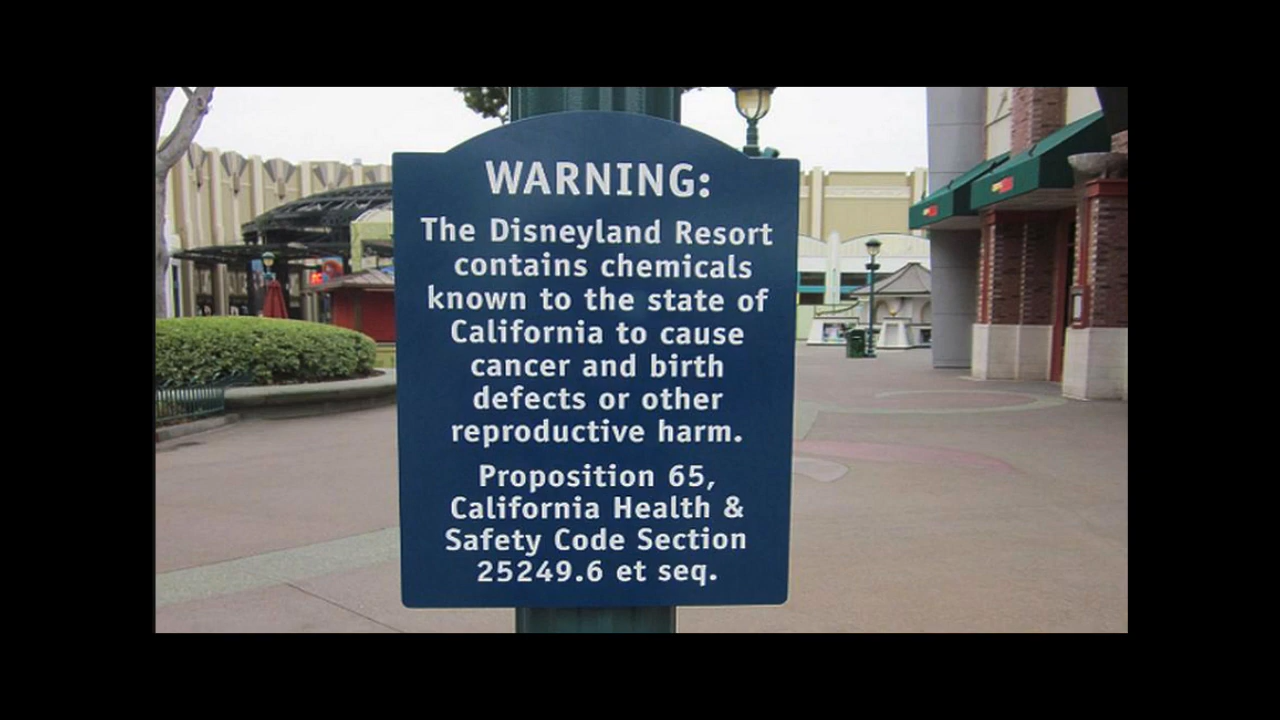 WARNING:
The Disneyland Resort
contains chemicals
known to the state of
California to cause
cancer and birth
defects or other
reproductive harm.
Proposition 65,
California Health &
Safety Code Section
25249.6 et seq.